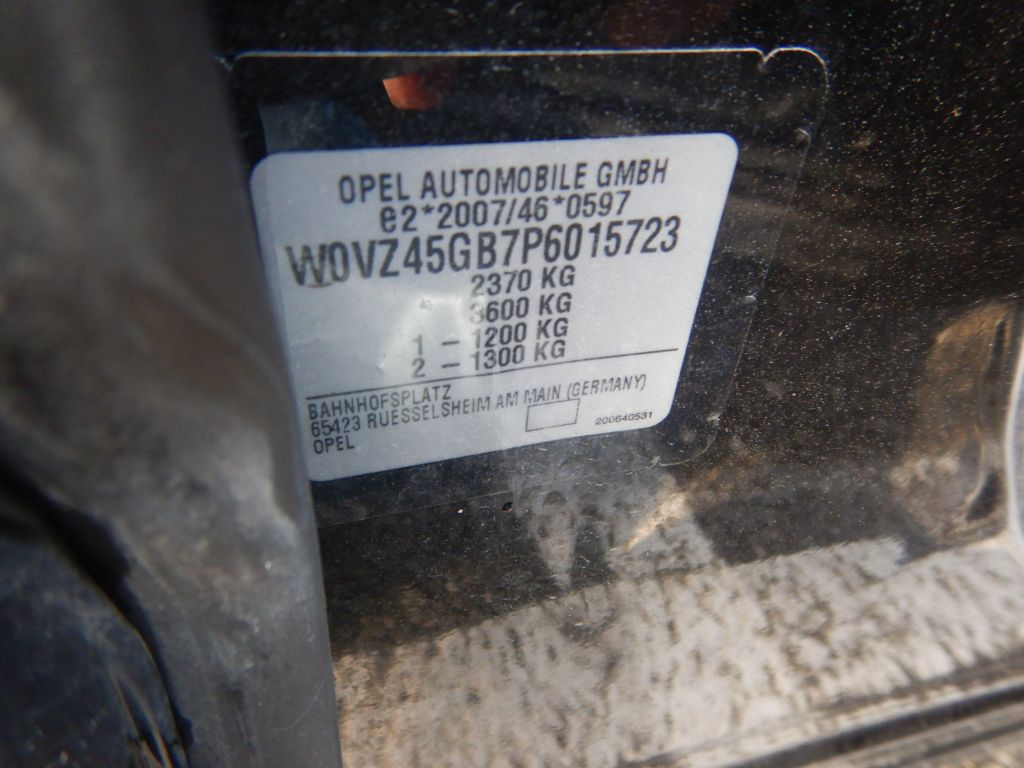 OPEL AUTOMOBILE GMBH
e2*2007/46*0597
W0VZ45GB7P6015723
2370 KG
3600 KG
1 – 1200 KG
2 – 1300 KG
BAHNHOFSPLATZ
65423 RUESSELSHEIM AM MAIN (GERMANY)
OPEL
200640531